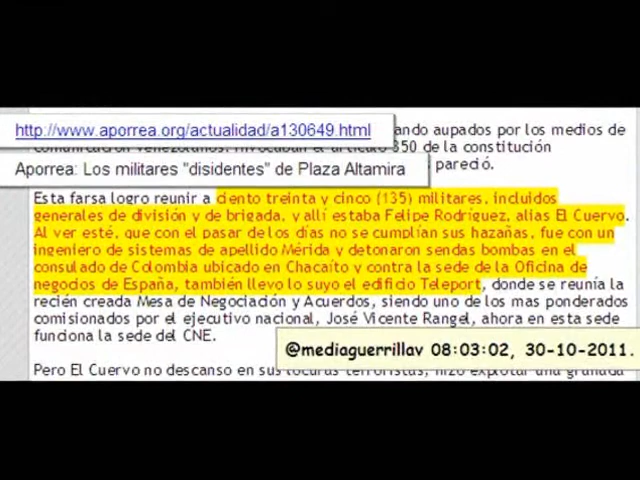 http://www.aporrea.org/actualidad/a130649.html
ando aupados por los medios de
comunicación venezolanos. Invocaban el artículo 350 de la constitución
Aporrea: Los militares "disidentes" de Plaza Altamira
pareció.
Esta farsa logro reunir a ciento treinta y cinco (135) militares, incluidos
generales de división y de brigada, y allí estaba Felipe Rodríguez, alias El Cuervo.
Al ver esté, que con el pasar de los días no se cumplían sus hazañas, fue con un
ingeniero de sistemas de apellido Mérida y detonaron sendas bombas en el
consulado de Colombia ubicado en Chacaíto y contra la sede de la Oficina de
negocios de España, también llevo lo suyo el edificio Teleport, donde se reunía la
recién creada Mesa de Negociación y Acuerdos, siendo uno de los mas ponderados
comisionados por el ejecutivo nacional, José Vicente Rangel, ahora en esta sede
funciona la sede del CNE.
@mediaguerrillav 08:03:02, 30-10-2011.
Pero El Cuervo no descanso en sus locuras terroristas, hizo explotar una granada